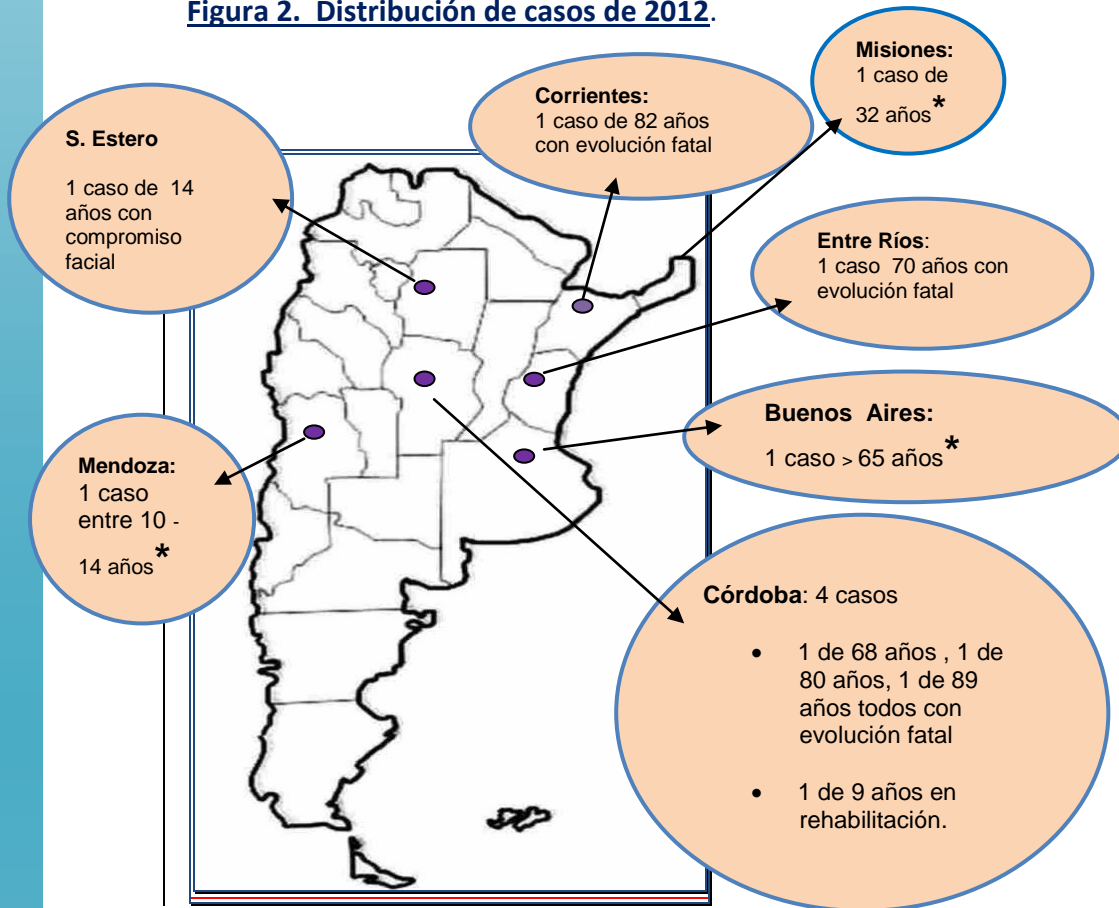 Figura 2. Distribución de casos de 2012.
Misiones:
1 caso de
32 años*
Corrientes:
1 caso de 82 años
con evolución fatal
S. Estero
1 caso de 14
años con
compromiso
facial
Entre Ríos:
1 caso 70 años con
evolución fatal
Buenos Aires:
1 caso > 65 años*
Mendoza:
1 caso
entre 10 -
14 años*
Córdoba: 4 casos
• 1 de 68 años , 1 de
80 años, 1 de 89
años todos con
evolución fatal
• 1 de 9 años en
rehabilitación.